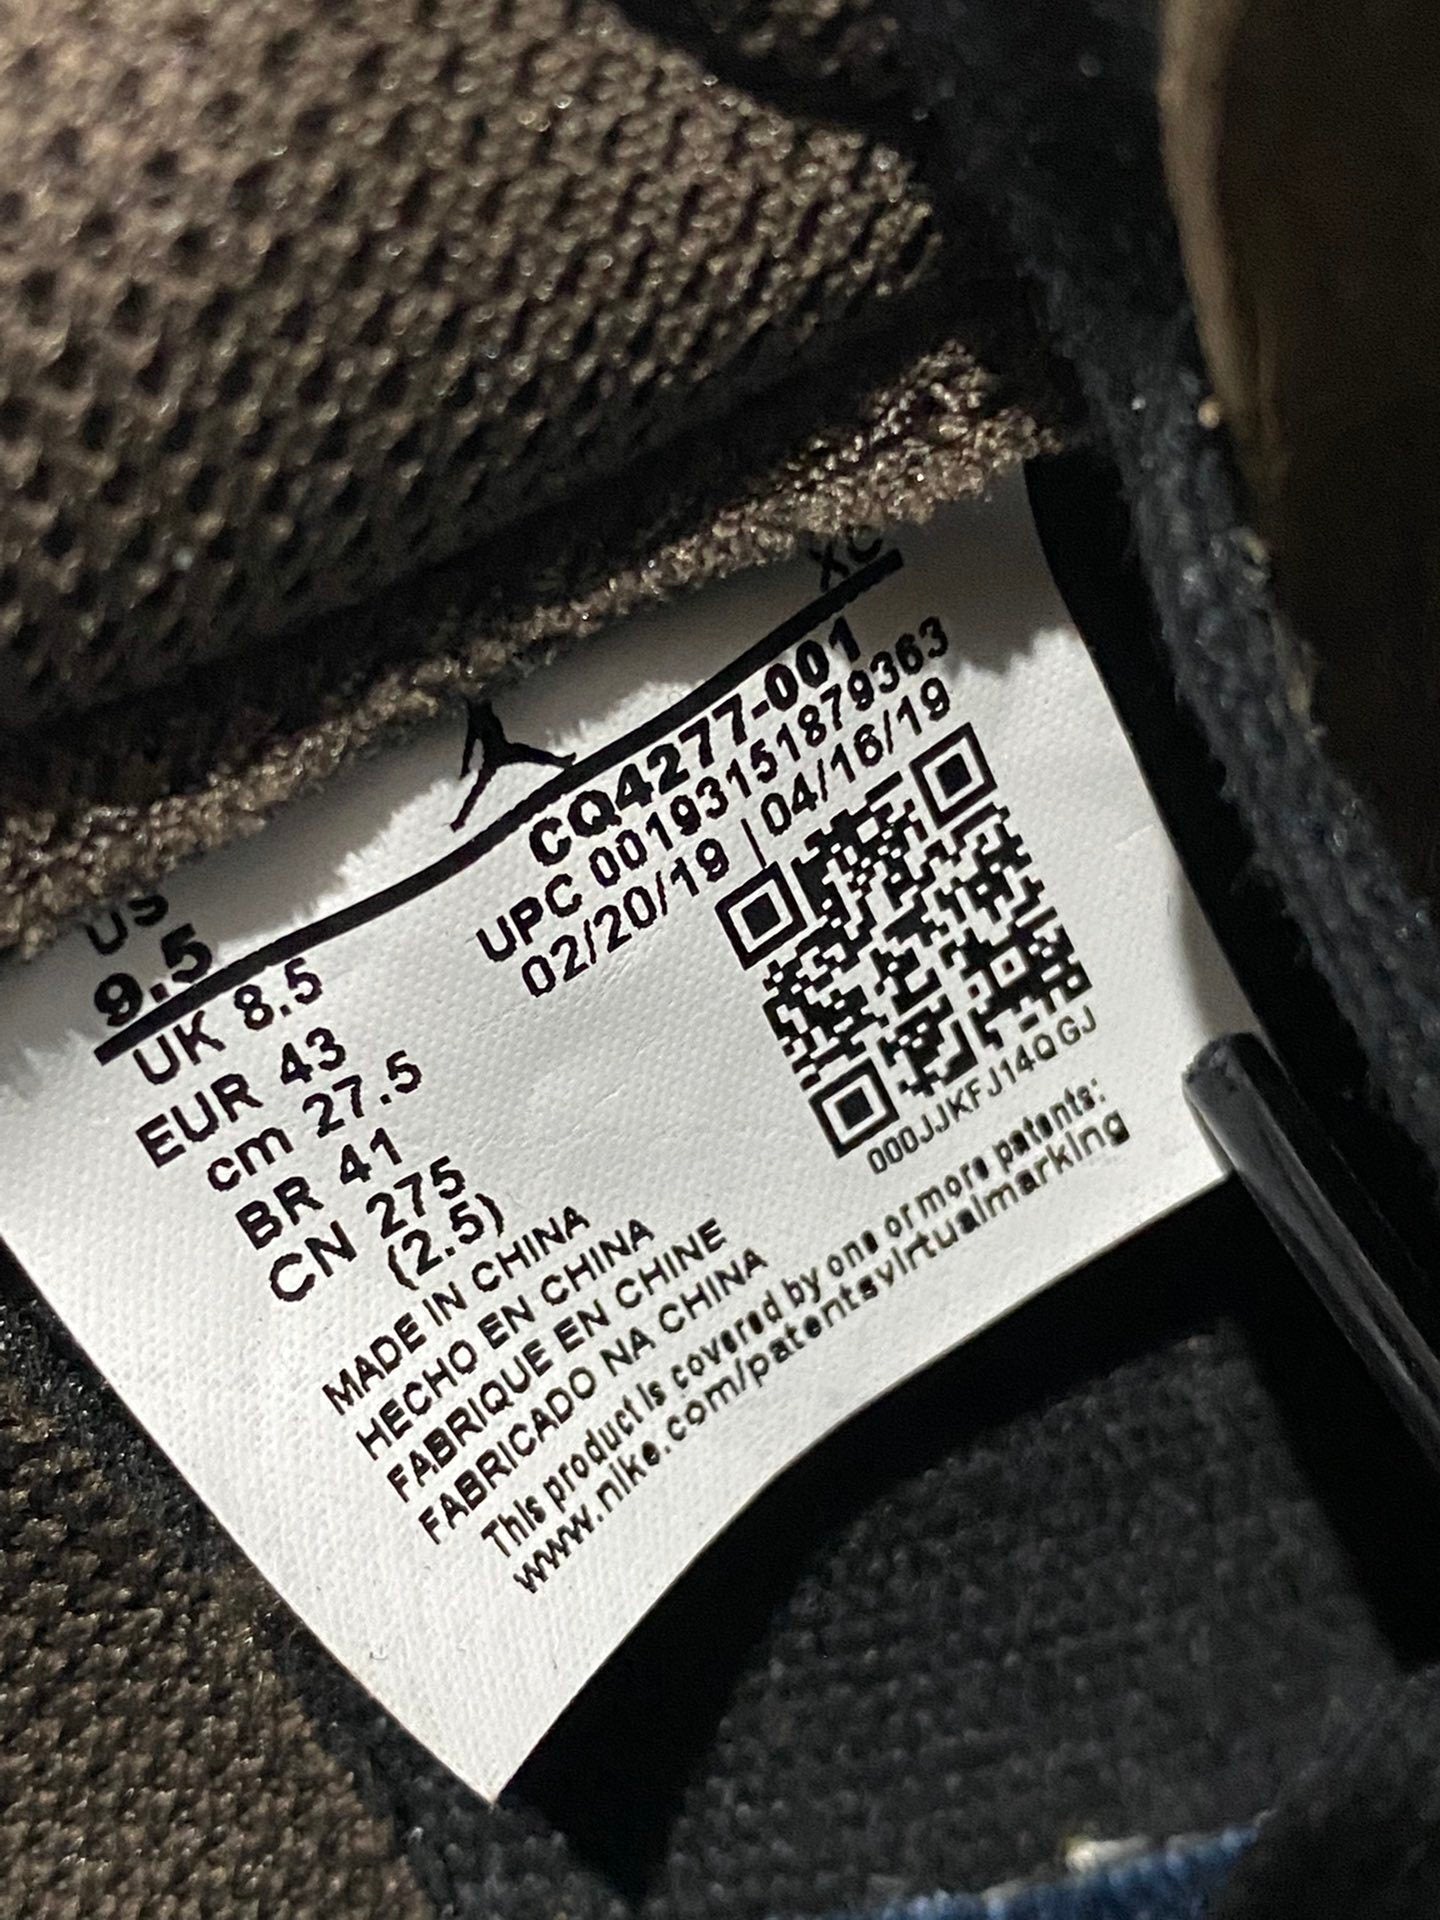 XC
CQ4277-001
UPC 00193151879363
02/20/19 | 04/16/19
000JJKFJ14QGJ
US
9.5
UK 8.5
EUR 43
cm 27.5
BR 41
CN 275
(2.5)
MADE IN CHINA
HECHO EN CHINA
FABRIQUE EN CHINE
FABRICADO NA CHINA
This product is covered by one or more patents:
www.nike.com/patentsvirtualmarking